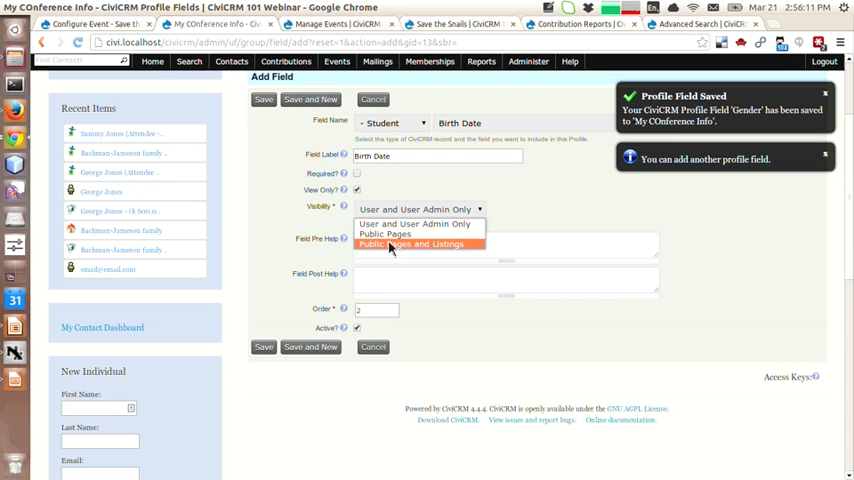 My COnference Info - CiviCRM Profile Fields | CiviCRM 101 Webinar - Google Chrome
En
Mar 21
2:56:11 PM
Configure Event - Save th
My COnference Info - CiviC
Manage Events | CiviCRM
Save the Snails | CiviCRM
Contribution Reports | Civ
Advanced Search | CiviCR
civi.localhost/civicrm/admin/uf/group/field/add?reset=1&action=add&gid=13&sbr=
Find Contacts
Home
Search
Contacts
Contributions
Events
Mailings
Memberships
Reports
Administer
Help
Logout
Add Field
Save
Save and New
Cancel
Profile Field Saved
x
Your CiviCRM Profile Field 'Gender' has been saved
to 'My COnference Info'.
You can add another profile field.
x
Recent Items
Sammy Jones (Attendee -..
Bachman-Jameson family ..
George Jones (Attendee ..
George Jones
George Jones - ($ 600.0..
Bachman-Jameson family
Bachman-Jameson family ..
email@email.com
My Contact Dashboard
New Individual
First Name:
Last Name:
Email:
Field Name
- Student
Birth Date
Select the type of CiviCRM record and the field you want to include in this Profile.
Field Label
Birth Date
Required?
View Only?
Visibility *
User and User Admin Only
User and User Admin Only
Public Pages
Public Pages and Listings
Field Pre Help
Field Post Help
Order *
2
Active?
Save
Save and New
Cancel
31
Access Keys:
Powered by CiviCRM 4.4.4. CiviCRM is openly available under the GNU AGPL License.
Download CiviCRM. View issues and report bugs. Online documentation.